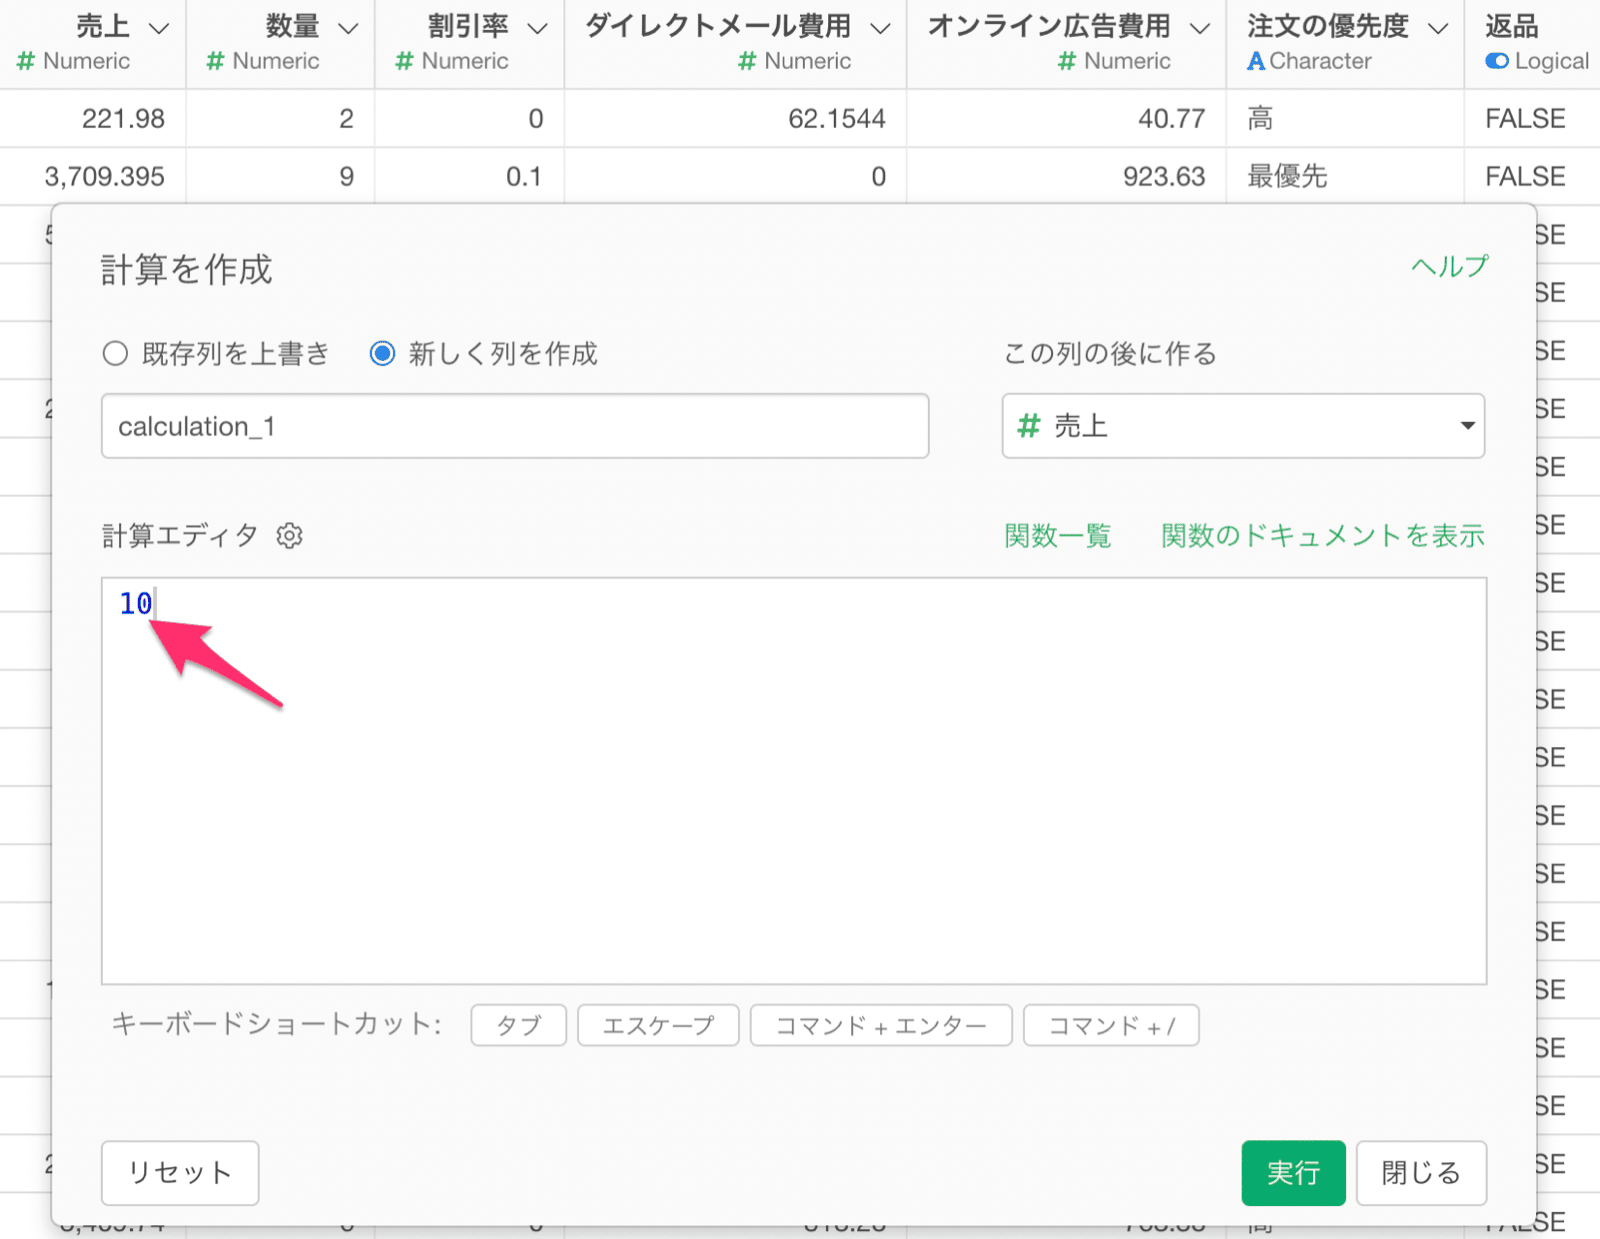 売上 数量 割引率 ダイレクトメール費用 オンライン広告費用 注文の優先度 返品
# Numeric # Numeric # Numeric # Numeric # Numeric A Character Logical
221.98 2 0 62.1544 40.77 高 FALSE
3,709.395 9 0.1 0 923.63 最優先 FALSE
計算を作成 ヘルプ
既存列を上書き 新しく列を作成 この列の後に作る
calculation_1 # 売上
計算エディタ 関数一覧 関数のドキュメントを表示
10
キーボードショートカット: タブ エスケープ コマンド + エンター コマンド + /
リセット 実行 閉じる